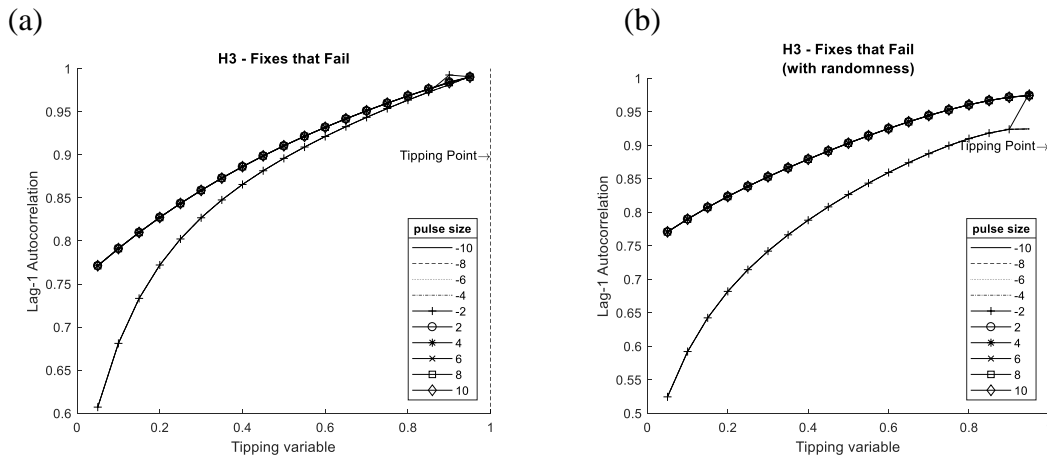 (a)
H3 - Fixes that Fail
1
0.95
0.9
0.85
0.8
0.75
0.7
0.65
0.6
Lag-1 Autocorrelation
Tipping Point→
pulse size
-10
-8
-6
-4
-2
2
4
6
8
10
0 0.2 0.4 0.6 0.8 1
Tipping variable
(b)
H3 - Fixes that Fail
(with randomness)
1
0.95
0.9
0.85
0.8
0.75
0.7
0.65
0.6
0.55
0.5
Lag-1 Autocorrelation
Tipping Point→
pulse size
-10
-8
-6
-4
-2
2
4
6
8
10
0 0.2 0.4 0.6 0.8
Tipping variable